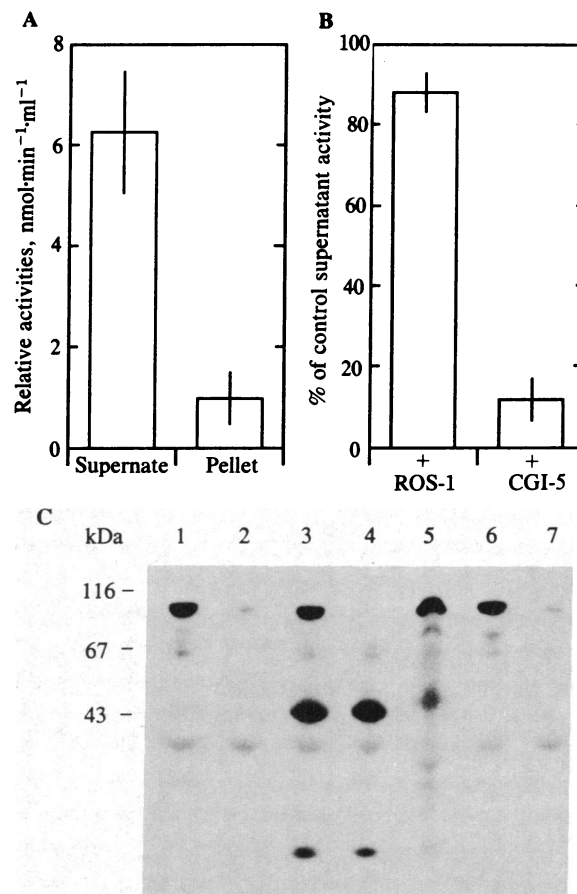 A
B
Relative activities, nmol·min⁻¹·ml⁻¹
8
6
4
2
0
Supernate Pellet
% of control supernatant activity
100
80
60
40
20
0
+ +
ROS-1 CGI-5
C
kDa 1 2 3 4 5 6 7
116 –
67 –
43 –